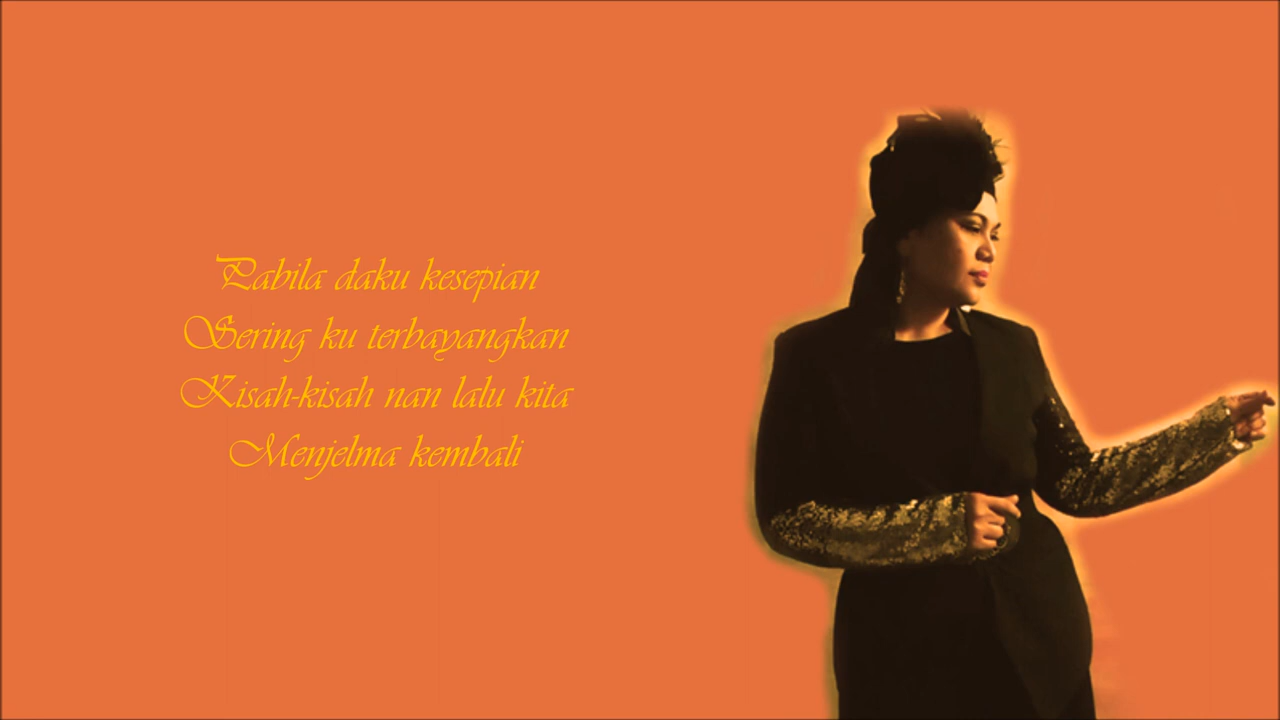 Pabila daku kesepian
Sering ku terbayangkan
Kisah-kisah nan lalu kita
Menjelma kembali